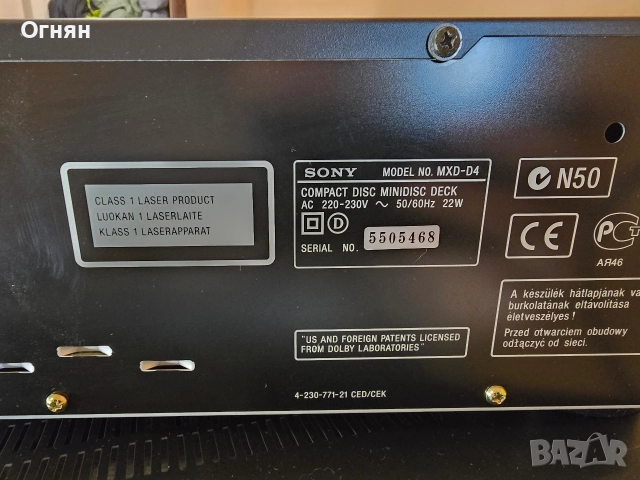 Огнян
SONY MODEL NO. MXD-D4
COMPACT DISC MINIDISC DECK
AC 220-230V ~ 50/60Hz 22W
SERIAL NO. 5505468
CLASS 1 LASER PRODUCT
LUOKAN 1 LASERLAITE
KLASS 1 LASERAPPARAT
N50
CE
РСТ
АЯ46
A készülék hátlapjának
burkolatának eltávolítása
életveszélyes !
Przed otwarciem obudowy
odłączyć od sieci.
"US AND FOREIGN PATENTS LICENSED
FROM DOLBY LABORATORIES"
4-230-771-21 CED/CEK
BAZAR